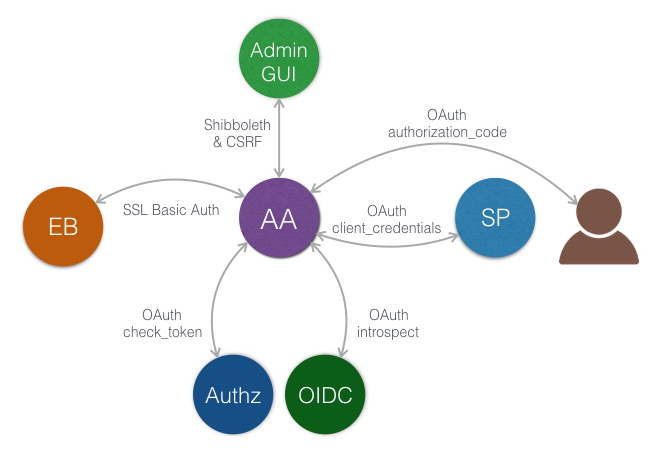 Admin
GUI
OAuth
authorization_code
Shibboleth
& CSRF
EB
SSL Basic Auth
AA
OAuth
client_credentials
SP
OAuth
check_token
OAuth
introspect
Authz
OIDC